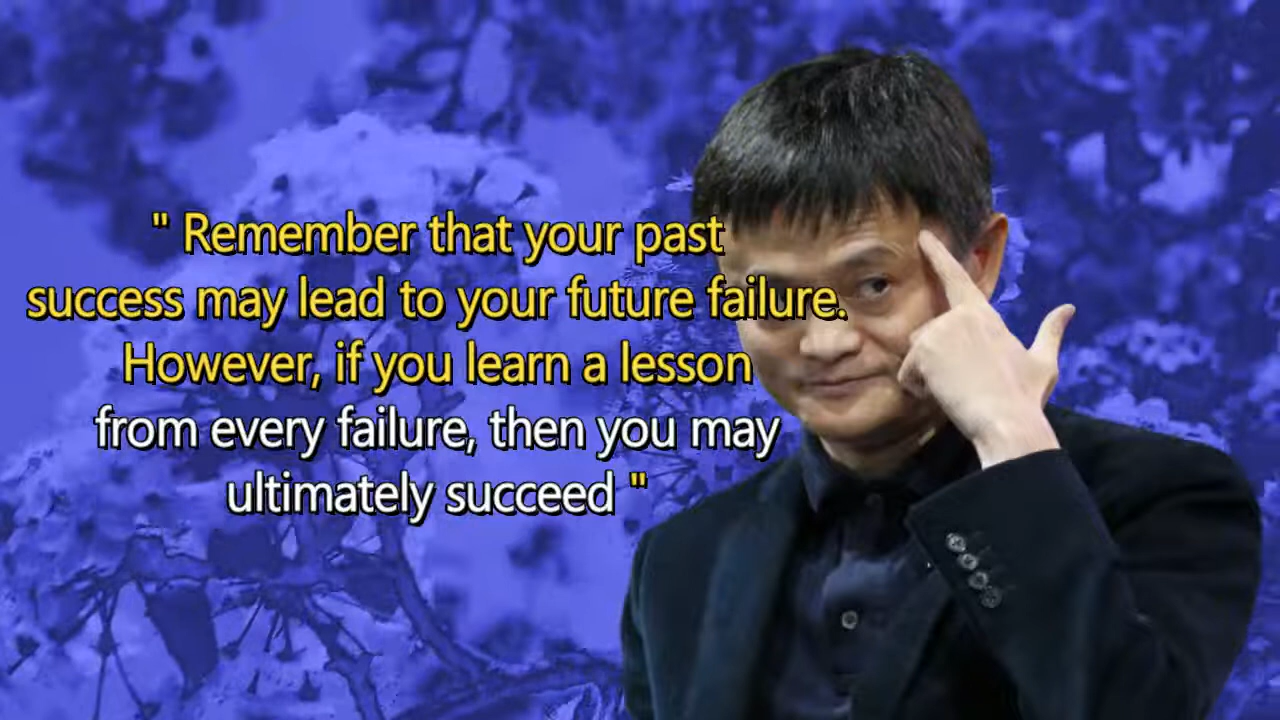 " Remember that your past
success may lead to your future failure.
However, if you learn a lesson
from every failure, then you may
ultimately succeed "